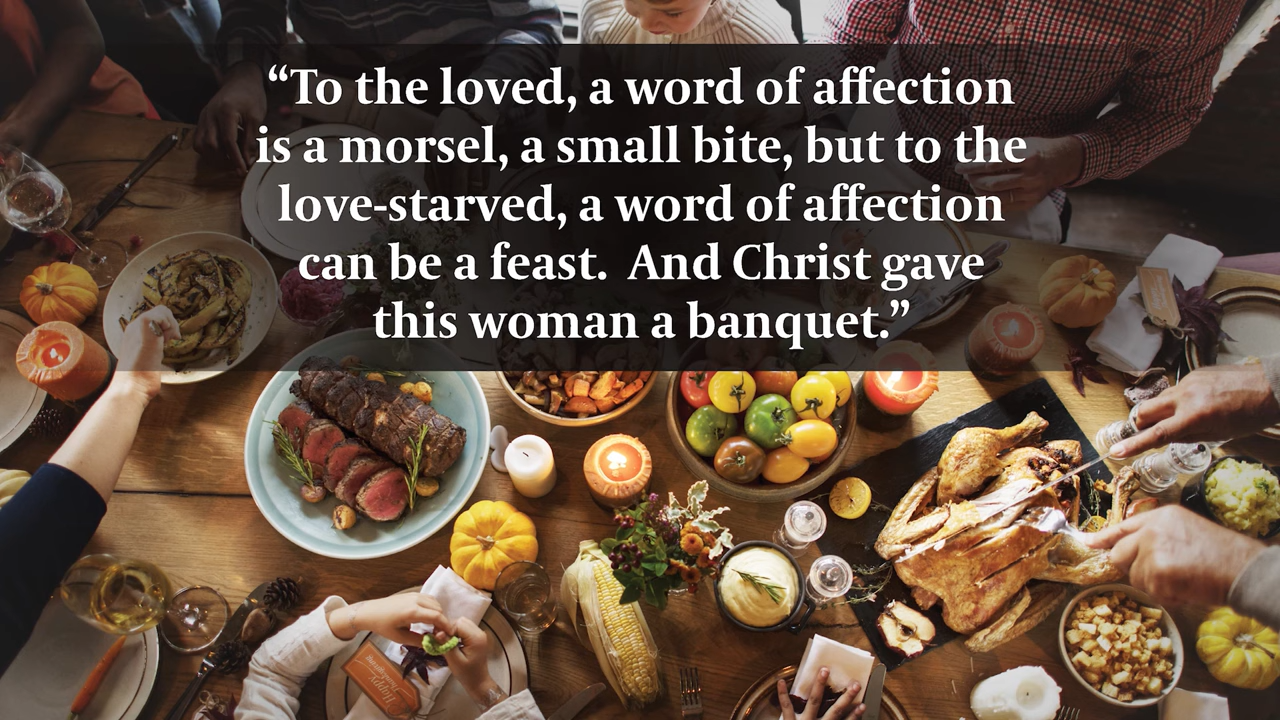 “To the loved, a word of affection
is a morsel, a small bite, but to the
love-starved, a word of affection
can be a feast.  And Christ gave
this woman a banquet.”